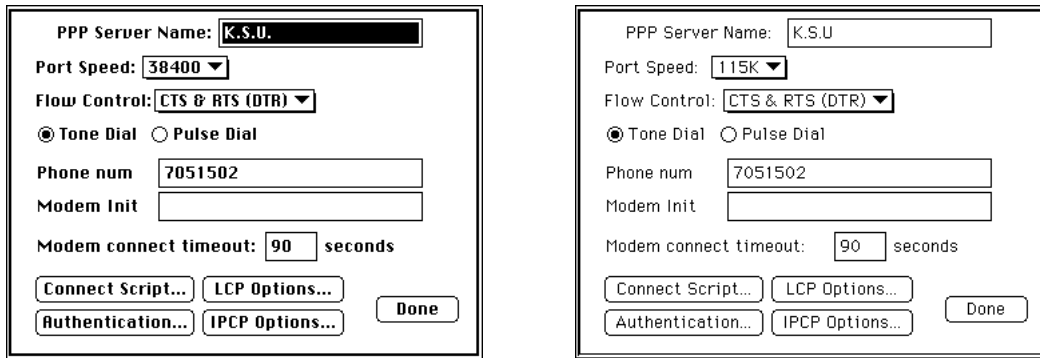 PPP Server Name: K.S.U.
Port Speed: 38400
Flow Control: CTS & RTS (DTR)
Tone Dial Pulse Dial
Phone num 7051502
Modem Init
Modem connect timeout: 90 seconds
Connect Script... LCP Options...
Done
Authentication... IPCP Options...
PPP Server Name: K.S.U
Port Speed: 115K
Flow Control: CTS & RTS (DTR)
Tone Dial Pulse Dial
Phone num 7051502
Modem Init
Modem connect timeout: 90 seconds
Connect Script... LCP Options...
Done
Authentication... IPCP Options...